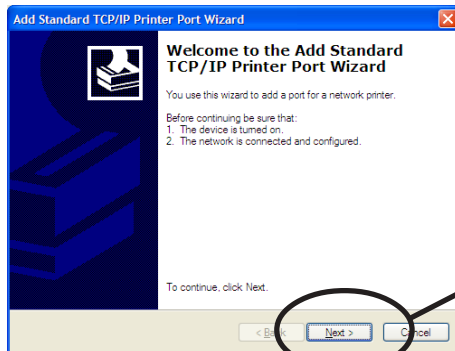 Add Standard TCP/IP Printer Port Wizard
Welcome to the Add Standard
TCP/IP Printer Port Wizard
You use this wizard to add a port for a network printer.
Before continuing be sure that:
1. The device is turned on.
2. The network is connected and configured.
To continue, click Next.
< Back Next > Cancel